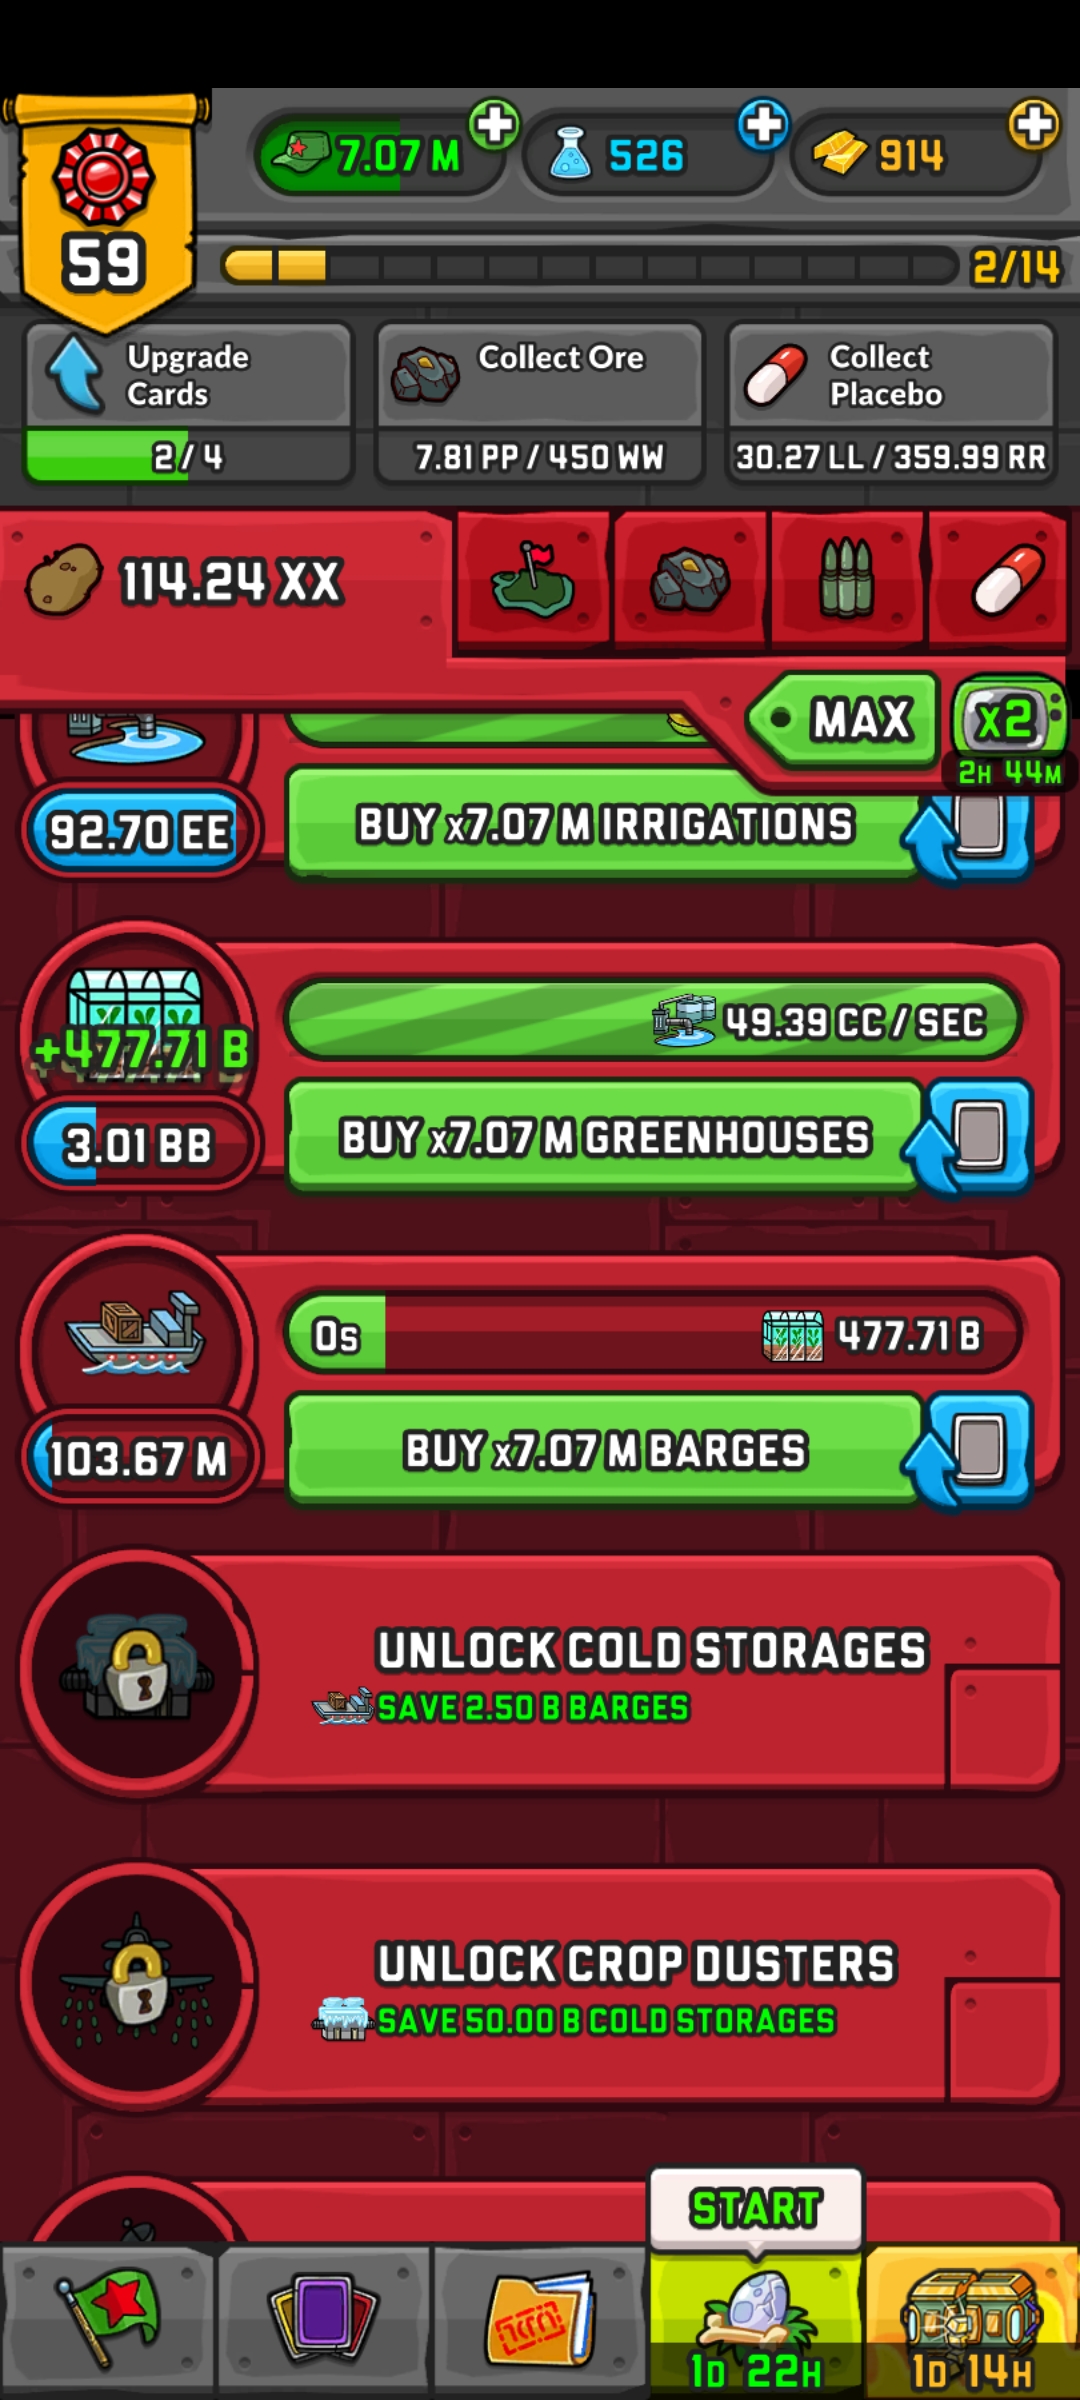 7.07 M
526
914
59
2/14
Upgrade
Cards
2/4
Collect Ore
7.81 PP / 450 WW
Collect
Placebo
30.27 LL / 359.99 RR
114.24 XX
MAX
x2
2H 44M
92.70 EE
BUY x7.07 M IRRIGATIONS
+477.71 B
49.39 CC / SEC
3.01 BB
BUY x7.07 M GREENHOUSES
0s
477.71 B
103.67 M
BUY x7.07 M BARGES
UNLOCK COLD STORAGES
SAVE 2.50 B BARGES
UNLOCK CROP DUSTERS
SAVE 50.00 B COLD STORAGES
START
1D 22H
1D 14H